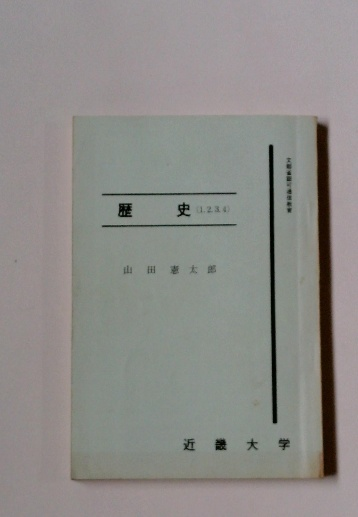 文部省認可通信教育
歴 史 (1.2.3.4)
山田憲太郎
近畿大学